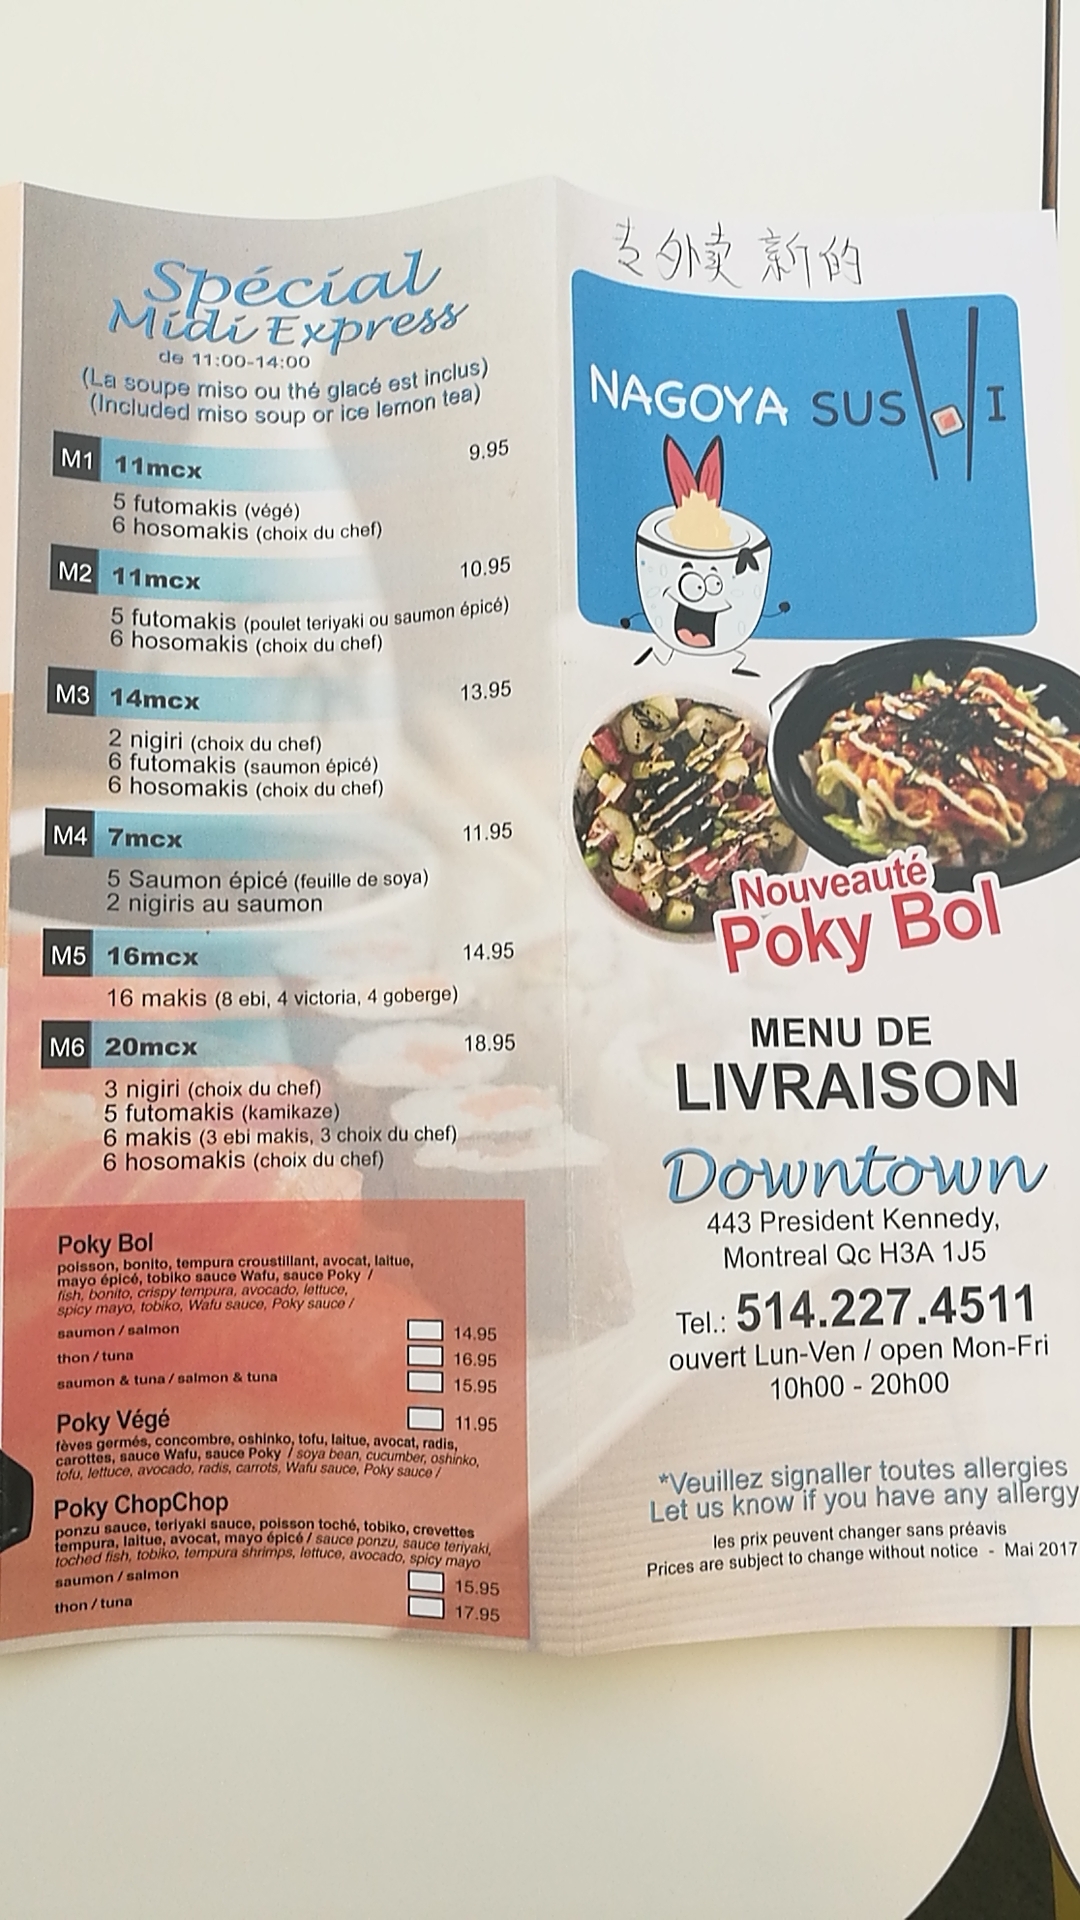 Spécial
Midi Express
de 11:00-14:00
(La soupe miso ou thé glacé est inclus)
(Included miso soup or ice lemon tea)
M1 11mcx 9.95
5 futomakis (végé)
6 hosomakis (choix du chef)
M2 11mcx 10.95
5 futomakis (poulet teriyaki ou saumon épicé)
6 hosomakis (choix du chef)
M3 14mcx 13.95
2 nigiri (choix du chef)
6 futomakis (saumon épicé)
6 hosomakis (choix du chef)
M4 7mcx 11.95
5 Saumon épicé (feuille de soya)
2 nigiris au saumon
M5 16mcx 14.95
16 makis (8 ebi, 4 victoria, 4 goberge)
M6 20mcx 18.95
3 nigiri (choix du chef)
5 futomakis (kamikaze)
6 makis (3 ebi makis, 3 choix du chef)
6 hosomakis (choix du chef)
Poky Bol
poisson, bonito, tempura croustillant, avocat, laitue,
mayo épicé, tobiko sauce Wafu, sauce Poky /
fish, bonito, crispy tempura, avocado, lettuce,
spicy mayo, tobiko, Wafu sauce, Poky sauce /
saumon / salmon 14.95
thon / tuna 16.95
saumon & tuna / salmon & tuna 15.95
Poky Végé 11.95
fèves germés, concombre, oshinko, tofu, laitue, avocat, radis,
carottes, sauce Wafu, sauce Poky / soya bean, cucumber, oshinko,
tofu, lettuce, avocado, radis, carrots, Wafu sauce, Poky sauce /
Poky ChopChop
ponzu sauce, teriyaki sauce, poisson toché, tobiko, crevettes
tempura, laitue, avocat, mayo épicé / sauce ponzu, sauce teriyaki,
toched fish, tobiko, tempura shrimps, lettuce, avocado, spicy mayo
saumon / salmon 15.95
thon / tuna 17.95
专外卖 新的
NAGOYA SUSHI
Nouveauté
Poky Bol
MENU DE
LIVRAISON
Downtown
443 President Kennedy,
Montreal Qc H3A 1J5
Tel.: 514.227.4511
ouvert Lun-Ven / open Mon-Fri
10h00 - 20h00
*Veuillez signaller toutes allergies
Let us know if you have any allergy
les prix peuvent changer sans préavis
Prices are subject to change without notice - Mai 2017